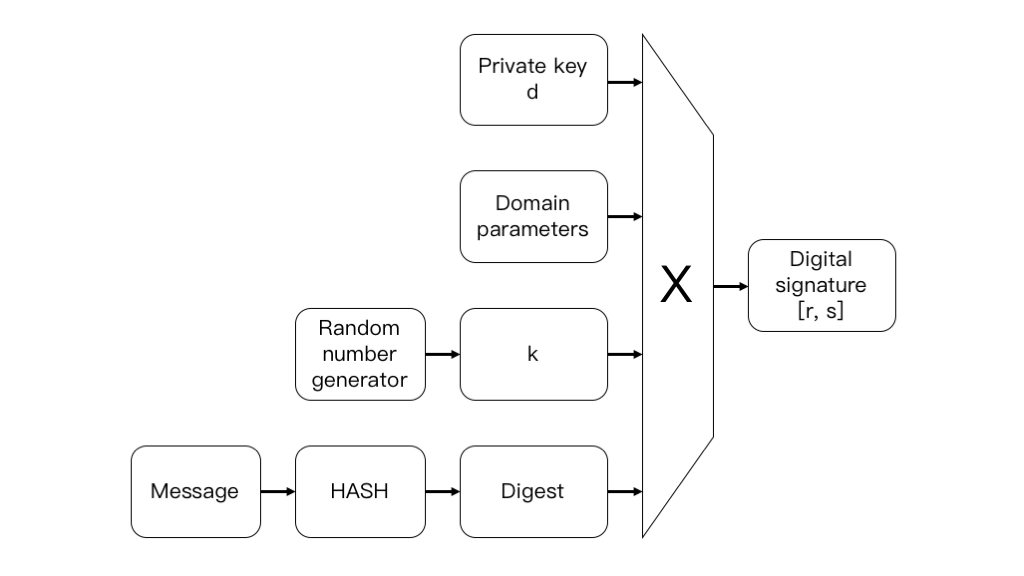 Private key
d
Domain
parameters
X
Digital
signature
[r, s]
Random
number
generator
k
Message
HASH
Digest